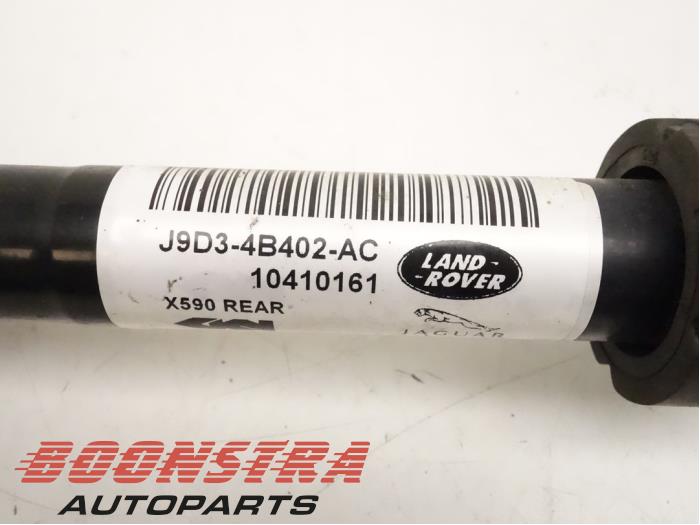 J9D3-4B402-AC
10410161
LAND-
-ROVER
X590 REAR
JAGUAR
BOONSTRA
AUTOPARTS